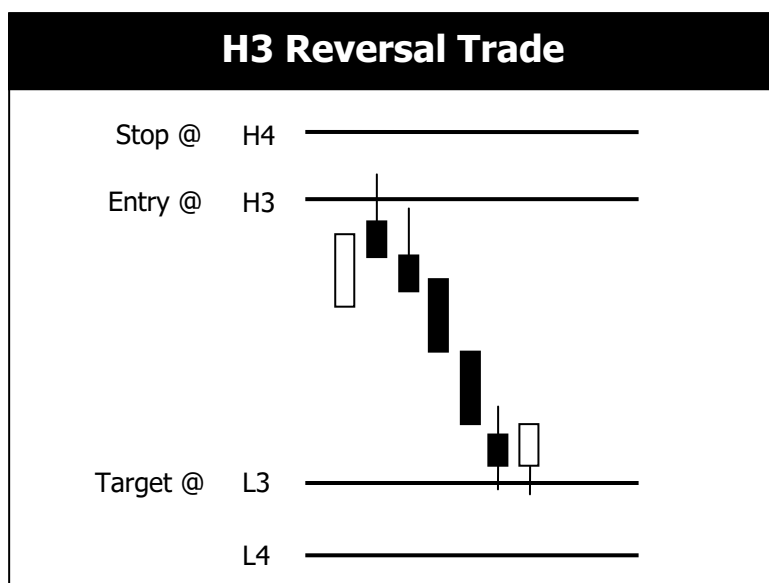 H3 Reversal Trade
Stop @ H4
Entry @ H3
Target @ L3
L4